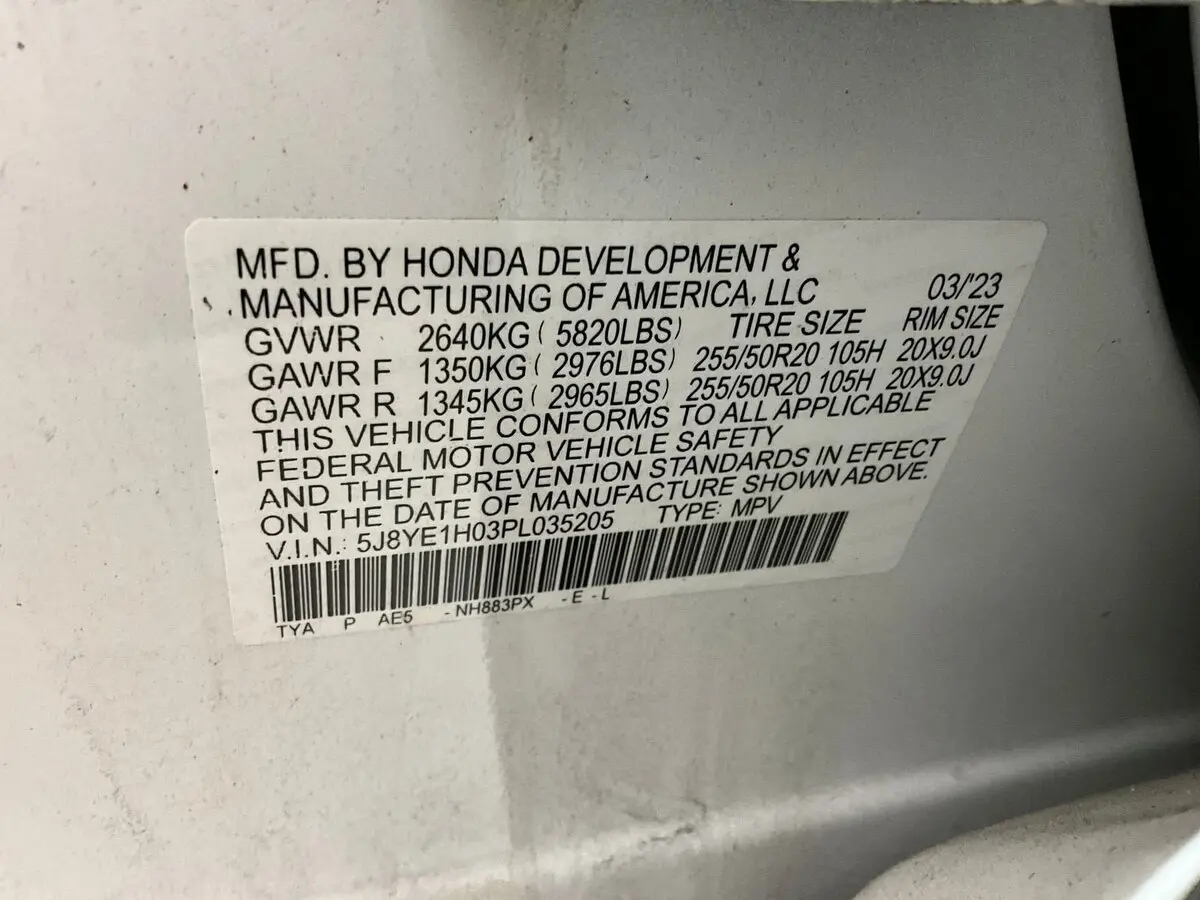 MFD. BY HONDA DEVELOPMENT &
MANUFACTURING OF AMERICA, LLC 03/'23
GVWR 2640KG ( 5820LBS) TIRE SIZE RIM SIZE
GAWR F 1350KG ( 2976LBS) 255/50R20 105H 20X9.0J
GAWR R 1345KG ( 2965LBS) 255/50R20 105H 20X9.0J
THIS VEHICLE CONFORMS TO ALL APPLICABLE
FEDERAL MOTOR VEHICLE SAFETY
AND THEFT PREVENTION STANDARDS IN EFFECT
ON THE DATE OF MANUFACTURE SHOWN ABOVE.
V.I.N.: 5J8YE1H03PL035205 TYPE: MPV
TYA P AE5 -NH883PX -E -L